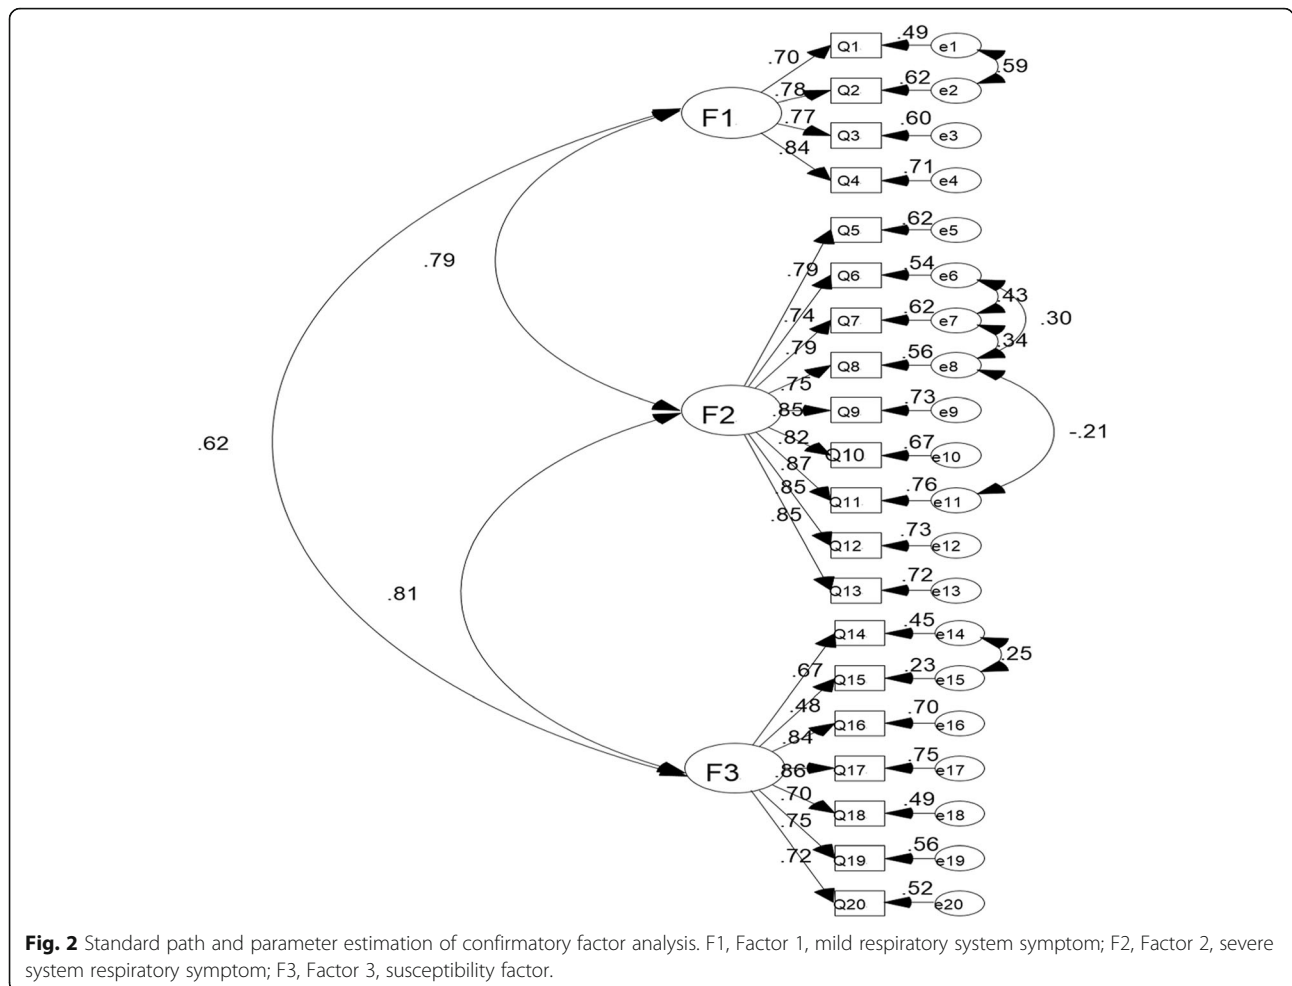 .70 Q1 .49 e1
.59
.78 Q2 .62 e2
F1
.77 Q3 .60 e3
.84 Q4 .71 e4
Q5 .62 e5
.79
.79 Q6 .54 e6
.43
.74 Q7 .62 e7
.30
.34
.79 Q8 .56 e8
.75
F2
.85 Q9 .73 e9
-.21
.82 Q10 .67 e10
.62
.87 Q11 .76 e11
.85
.85 Q12 .73 e12
.81
Q13 .72 e13
Q14 .45 e14
.25
.67 Q15 .23 e15
.48 Q16 .70 e16
.84
F3
.86 Q17 .75 e17
.70 Q18 .49 e18
.75 Q19 .56 e19
.72 Q20 .52 e20
Fig. 2 Standard path and parameter estimation of confirmatory factor analysis. F1, Factor 1, mild respiratory system symptom; F2, Factor 2, severe
system respiratory symptom; F3, Factor 3, susceptibility factor.